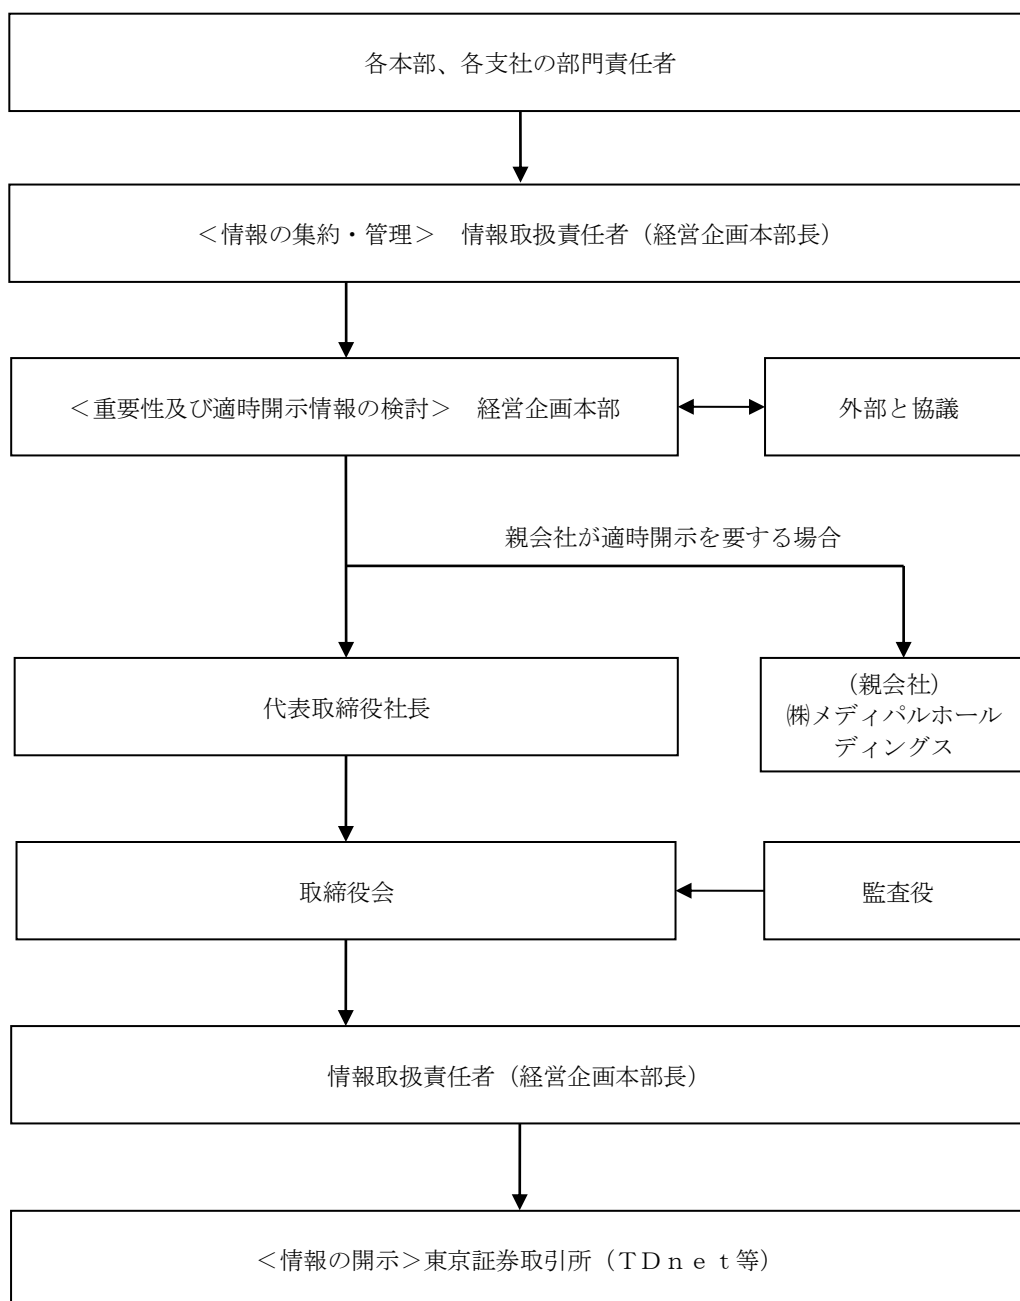 各本部、各支社の部門責任者
＜情報の集約・管理＞　情報取扱責任者（経営企画本部長）
＜重要性及び適時開示情報の検討＞　経営企画本部
外部と協議
親会社が適時開示を要する場合
代表取締役社長
（親会社）
㈱メディパルホール
ディングス
取締役会
監査役
情報取扱責任者（経営企画本部長）
＜情報の開示＞東京証券取引所（ＴＤｎｅｔ等）